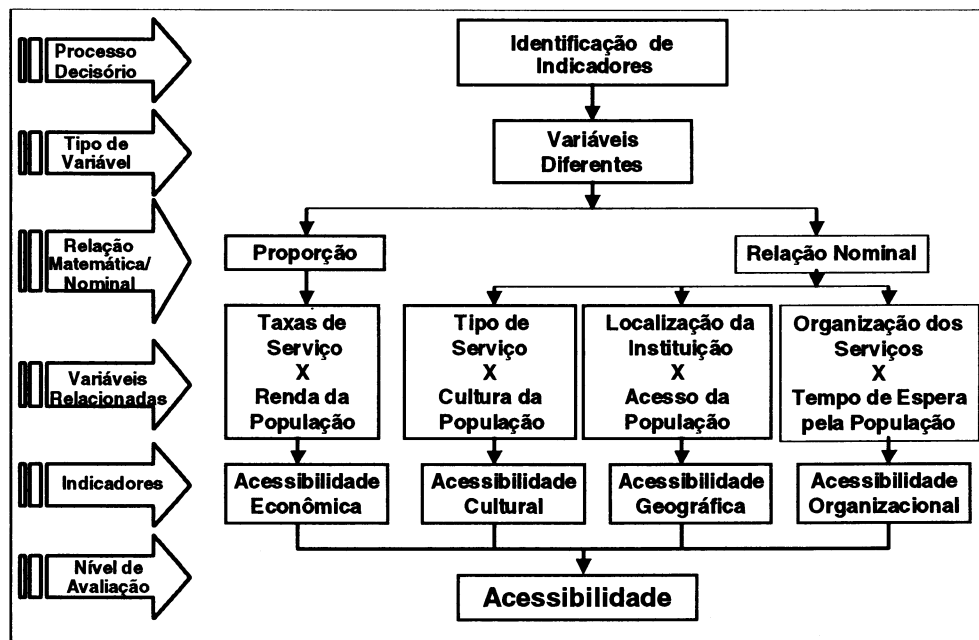 Processo
Decisório
Identificação de
Indicadores
Tipo de
Variável
Variáveis
Diferentes
Relação
Matemática/
Nominal
Proporção
Relação Nominal
Variáveis
Relacionadas
Taxas de
Serviço
X
Renda da
População
Tipo de
Serviço
X
Cultura da
População
Localização da
Instituição
X
Acesso da
População
Organização dos
Serviços
X
Tempo de Espera
pela População
Indicadores
Acessibilidade
Econômica
Acessibilidade
Cultural
Acessibilidade
Geográfica
Acessibilidade
Organizacional
Nível de
Avaliação
Acessibilidade